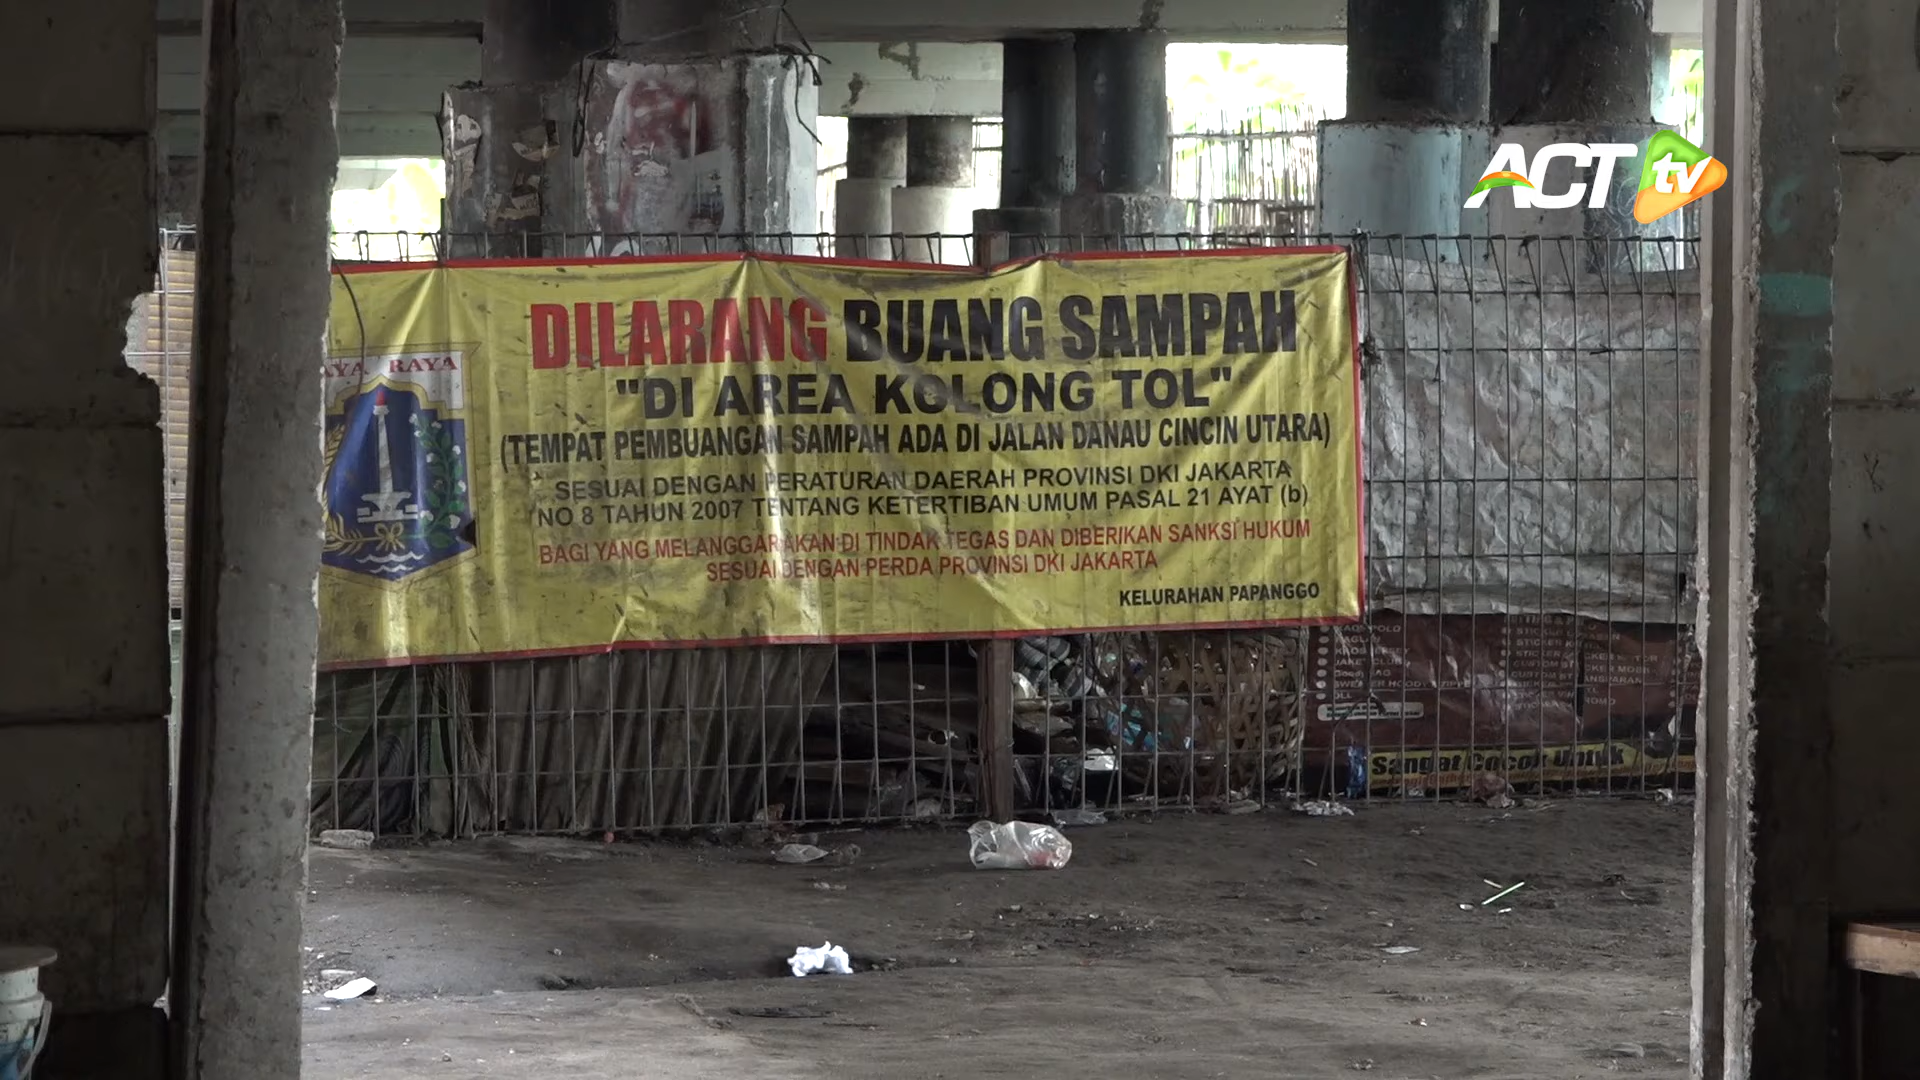 ACT tv
DILARANG BUANG SAMPAH
"DI AREA KOLONG TOL"
(TEMPAT PEMBUANGAN SAMPAH ADA DI JALAN DANAU CINCIN UTARA)
AYA RAYA
SESUAI DENGAN PERATURAN DAERAH PROVINSI DKI JAKARTA
NO 8 TAHUN 2007 TENTANG KETERTIBAN UMUM PASAL 21 AYAT (b)
BAGI YANG MELANGGAR AKAN DI TINDAK TEGAS DAN DIBERIKAN SANKSI HUKUM
SESUAI DENGAN PERDA PROVINSI DKI JAKARTA
KELURAHAN PAPANGGO
Sangat Cocok Untuk